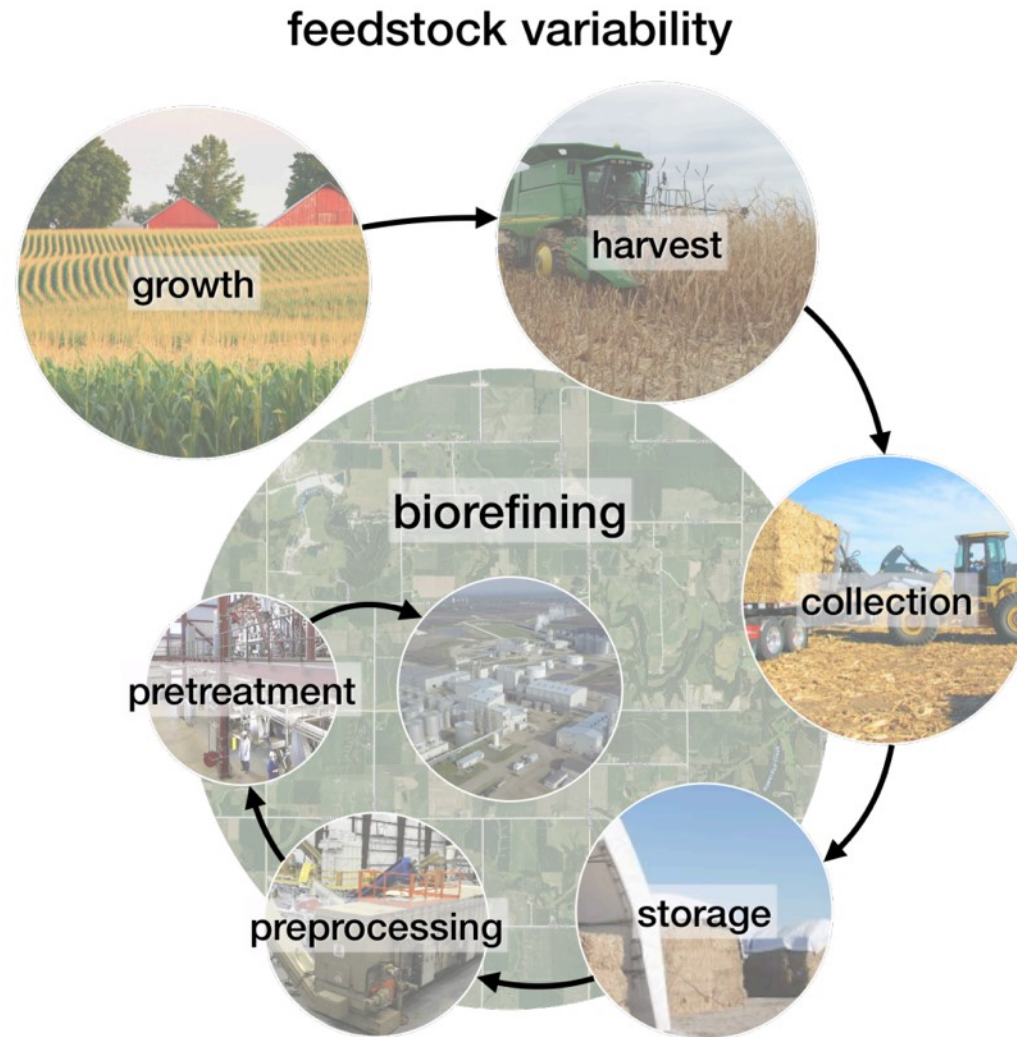 feedstock variability
growth
harvest
biorefining
collection
pretreatment
storage
preprocessing